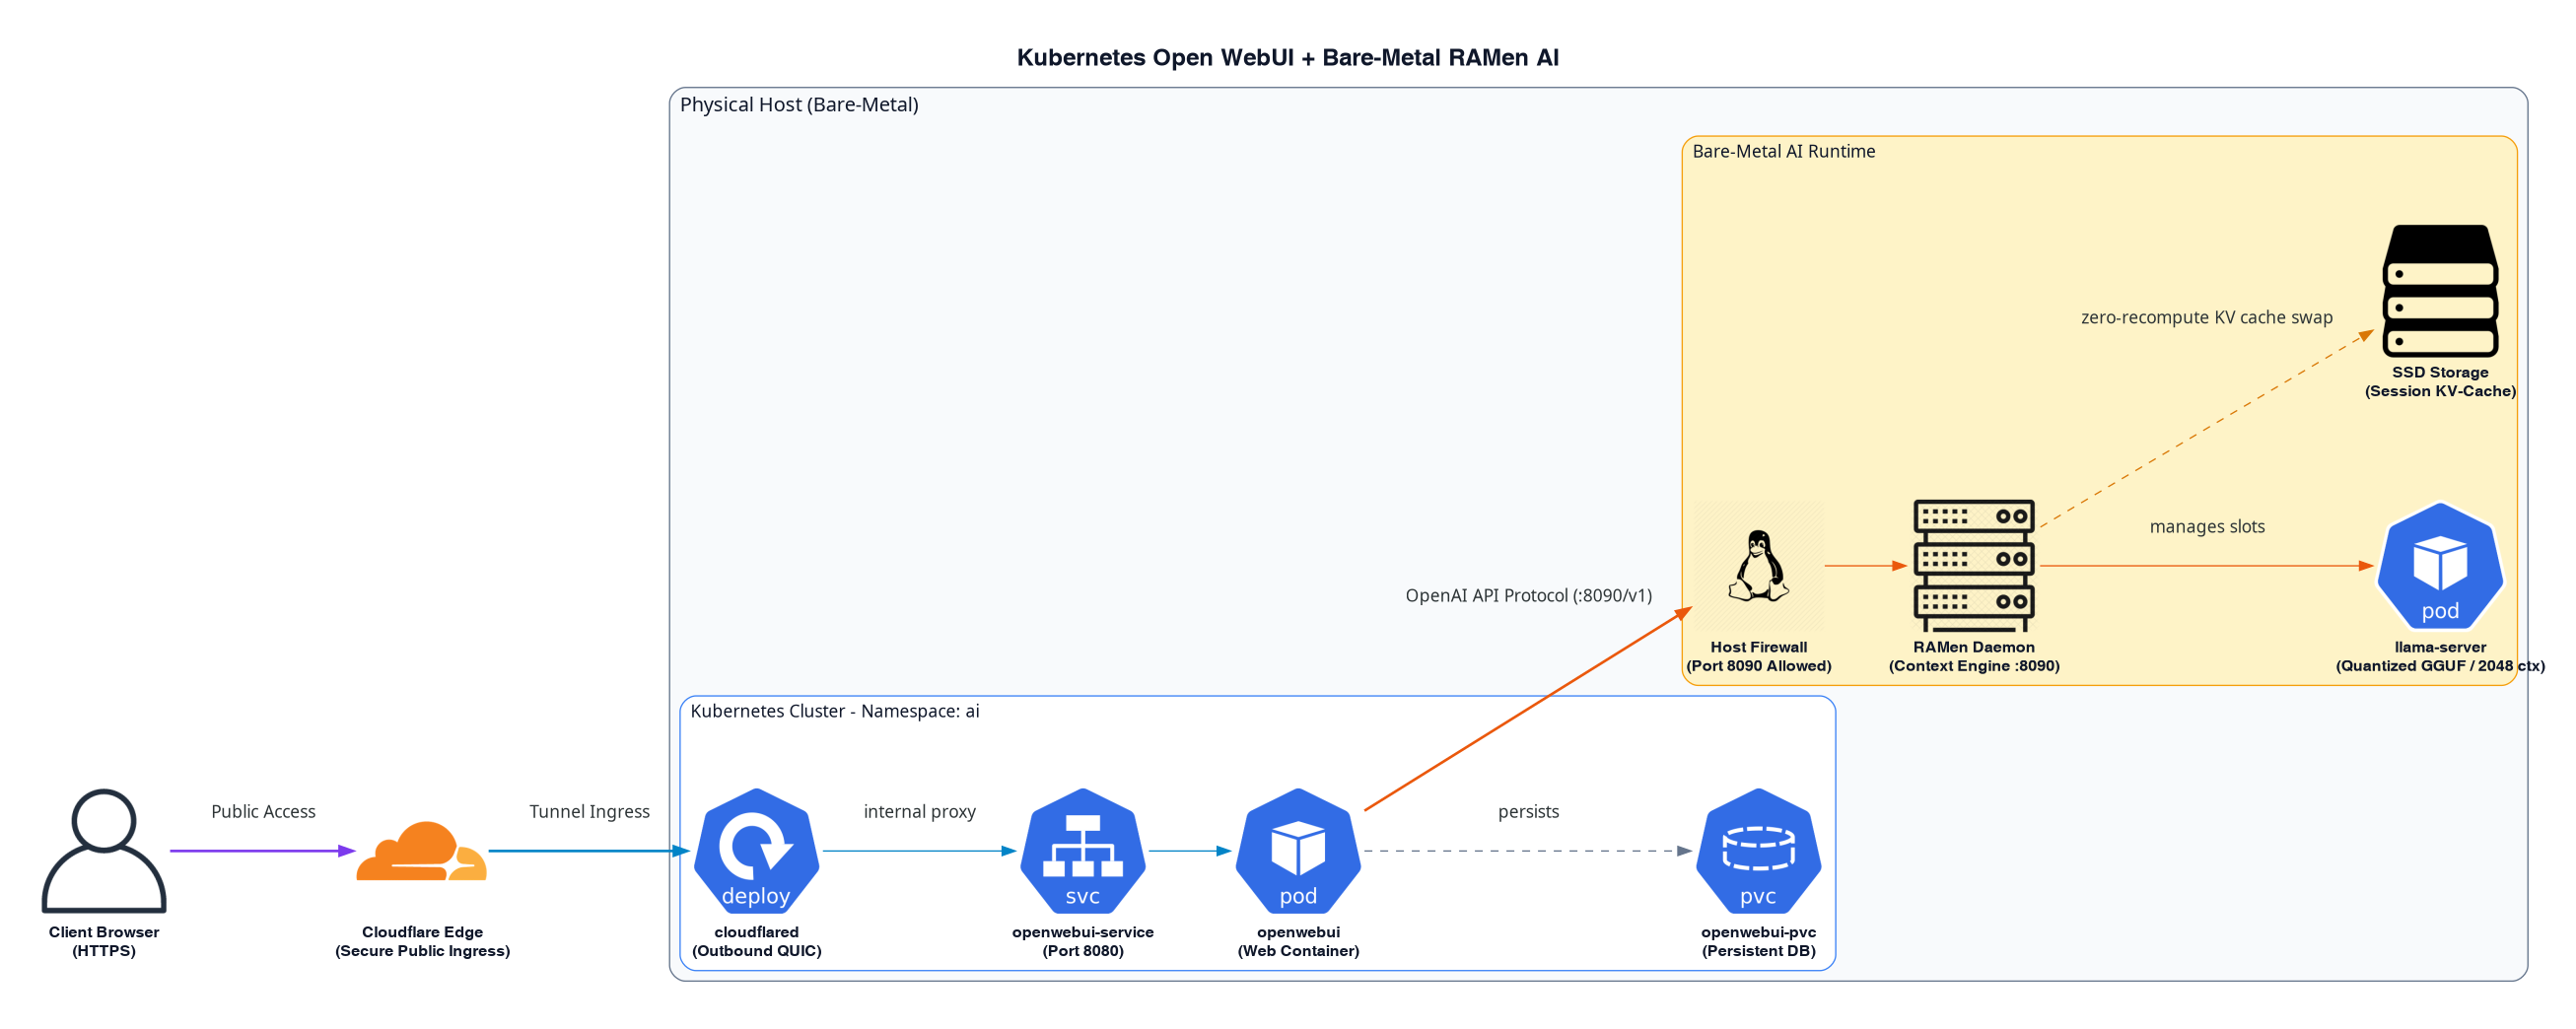 Kubernetes Open WebUI + Bare-Metal RAMen AI
Physical Host (Bare-Metal)
Bare-Metal AI Runtime
zero-recompute KV cache swap
SSD Storage
(Session KV-Cache)
manages slots
OpenAI API Protocol (:8090/v1)
pod
Host Firewall
(Port 8090 Allowed)
RAMen Daemon
(Context Engine :8090)
llama-server
(Quantized GGUF / 2048 ctx)
Kubernetes Cluster - Namespace: ai
Public Access
Tunnel Ingress
internal proxy
persists
deploy
svc
pod
pvc
Client Browser
(HTTPS)
Cloudflare Edge
(Secure Public Ingress)
cloudflared
(Outbound QUIC)
openwebui-service
(Port 8080)
openwebui
(Web Container)
openwebui-pvc
(Persistent DB)